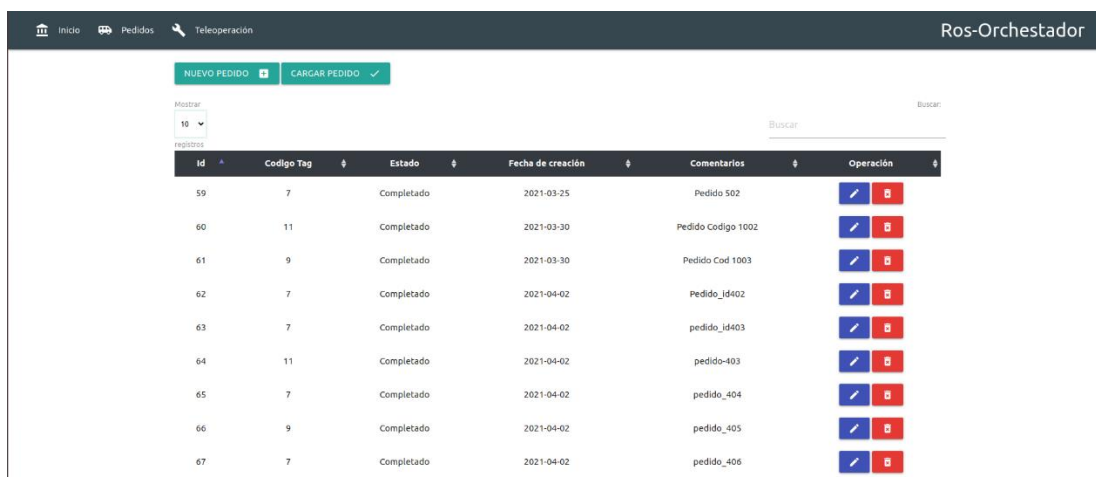 Inicio Pedidos Teleoperación Ros-Orchestador
NUEVO PEDIDO CARGAR PEDIDO
Mostrar Buscar:
10 Buscar
registros
Id Codigo Tag Estado Fecha de creación Comentarios Operación
59 7 Completado 2021-03-25 Pedido 502
60 11 Completado 2021-03-30 Pedido Codigo 1002
61 9 Completado 2021-03-30 Pedido Cod 1003
62 7 Completado 2021-04-02 Pedido_id402
63 7 Completado 2021-04-02 pedido_id403
64 11 Completado 2021-04-02 pedido-403
65 7 Completado 2021-04-02 pedido_404
66 9 Completado 2021-04-02 pedido_405
67 7 Completado 2021-04-02 pedido_406